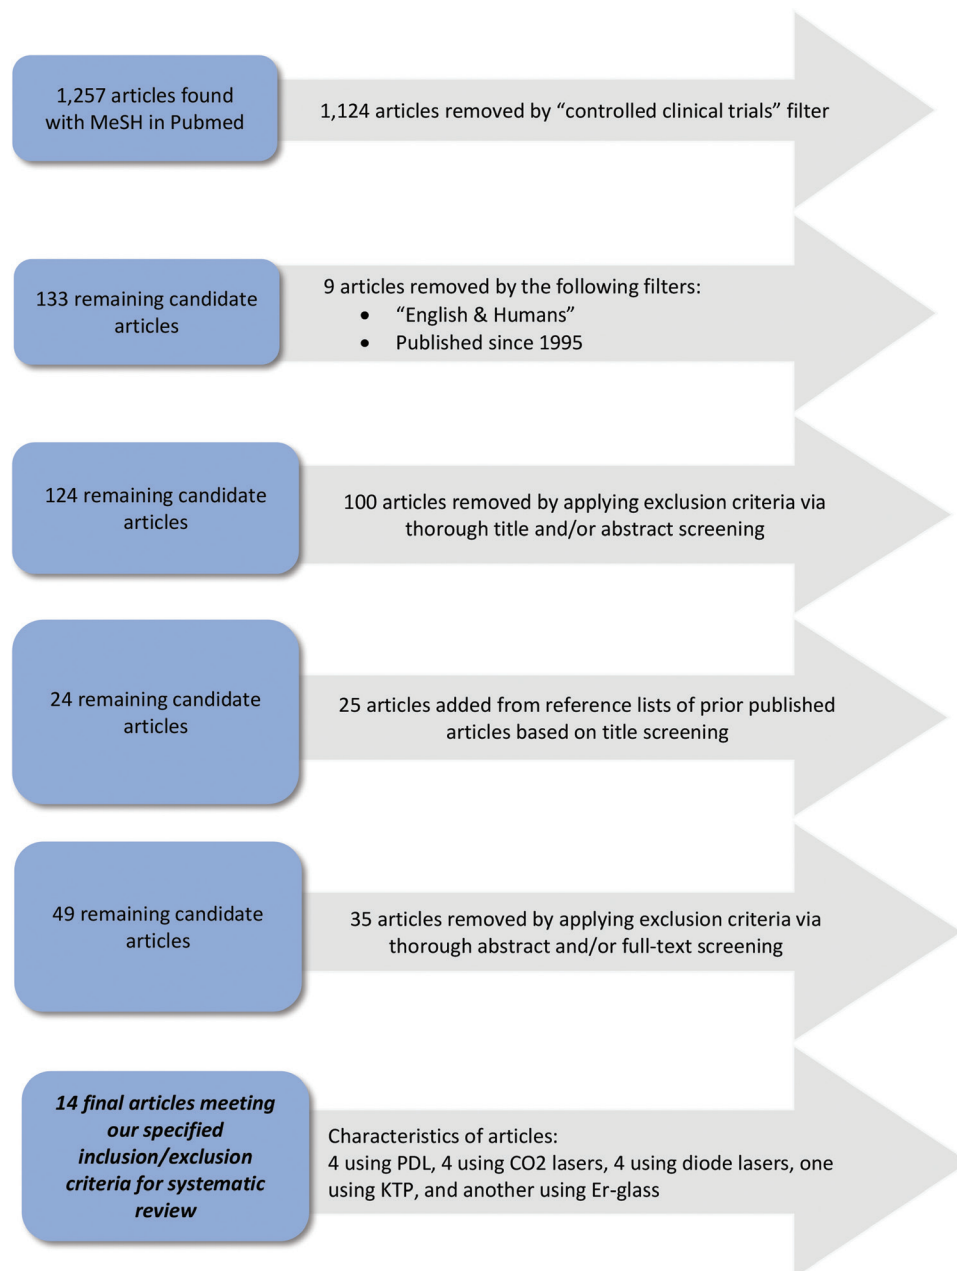 1,257 articles found
with MeSH in Pubmed
1,124 articles removed by “controlled clinical trials” filter
133 remaining candidate
articles
9 articles removed by the following filters:
• “English & Humans”
• Published since 1995
124 remaining candidate
articles
100 articles removed by applying exclusion criteria via
thorough title and/or abstract screening
24 remaining candidate
articles
25 articles added from reference lists of prior published
articles based on title screening
49 remaining candidate
articles
35 articles removed by applying exclusion criteria via
thorough abstract and/or full-text screening
14 final articles meeting
our specified
inclusion/exclusion
criteria for systematic
review
Characteristics of articles:
4 using PDL, 4 using CO2 lasers, 4 using diode lasers, one
using KTP, and another using Er-glass